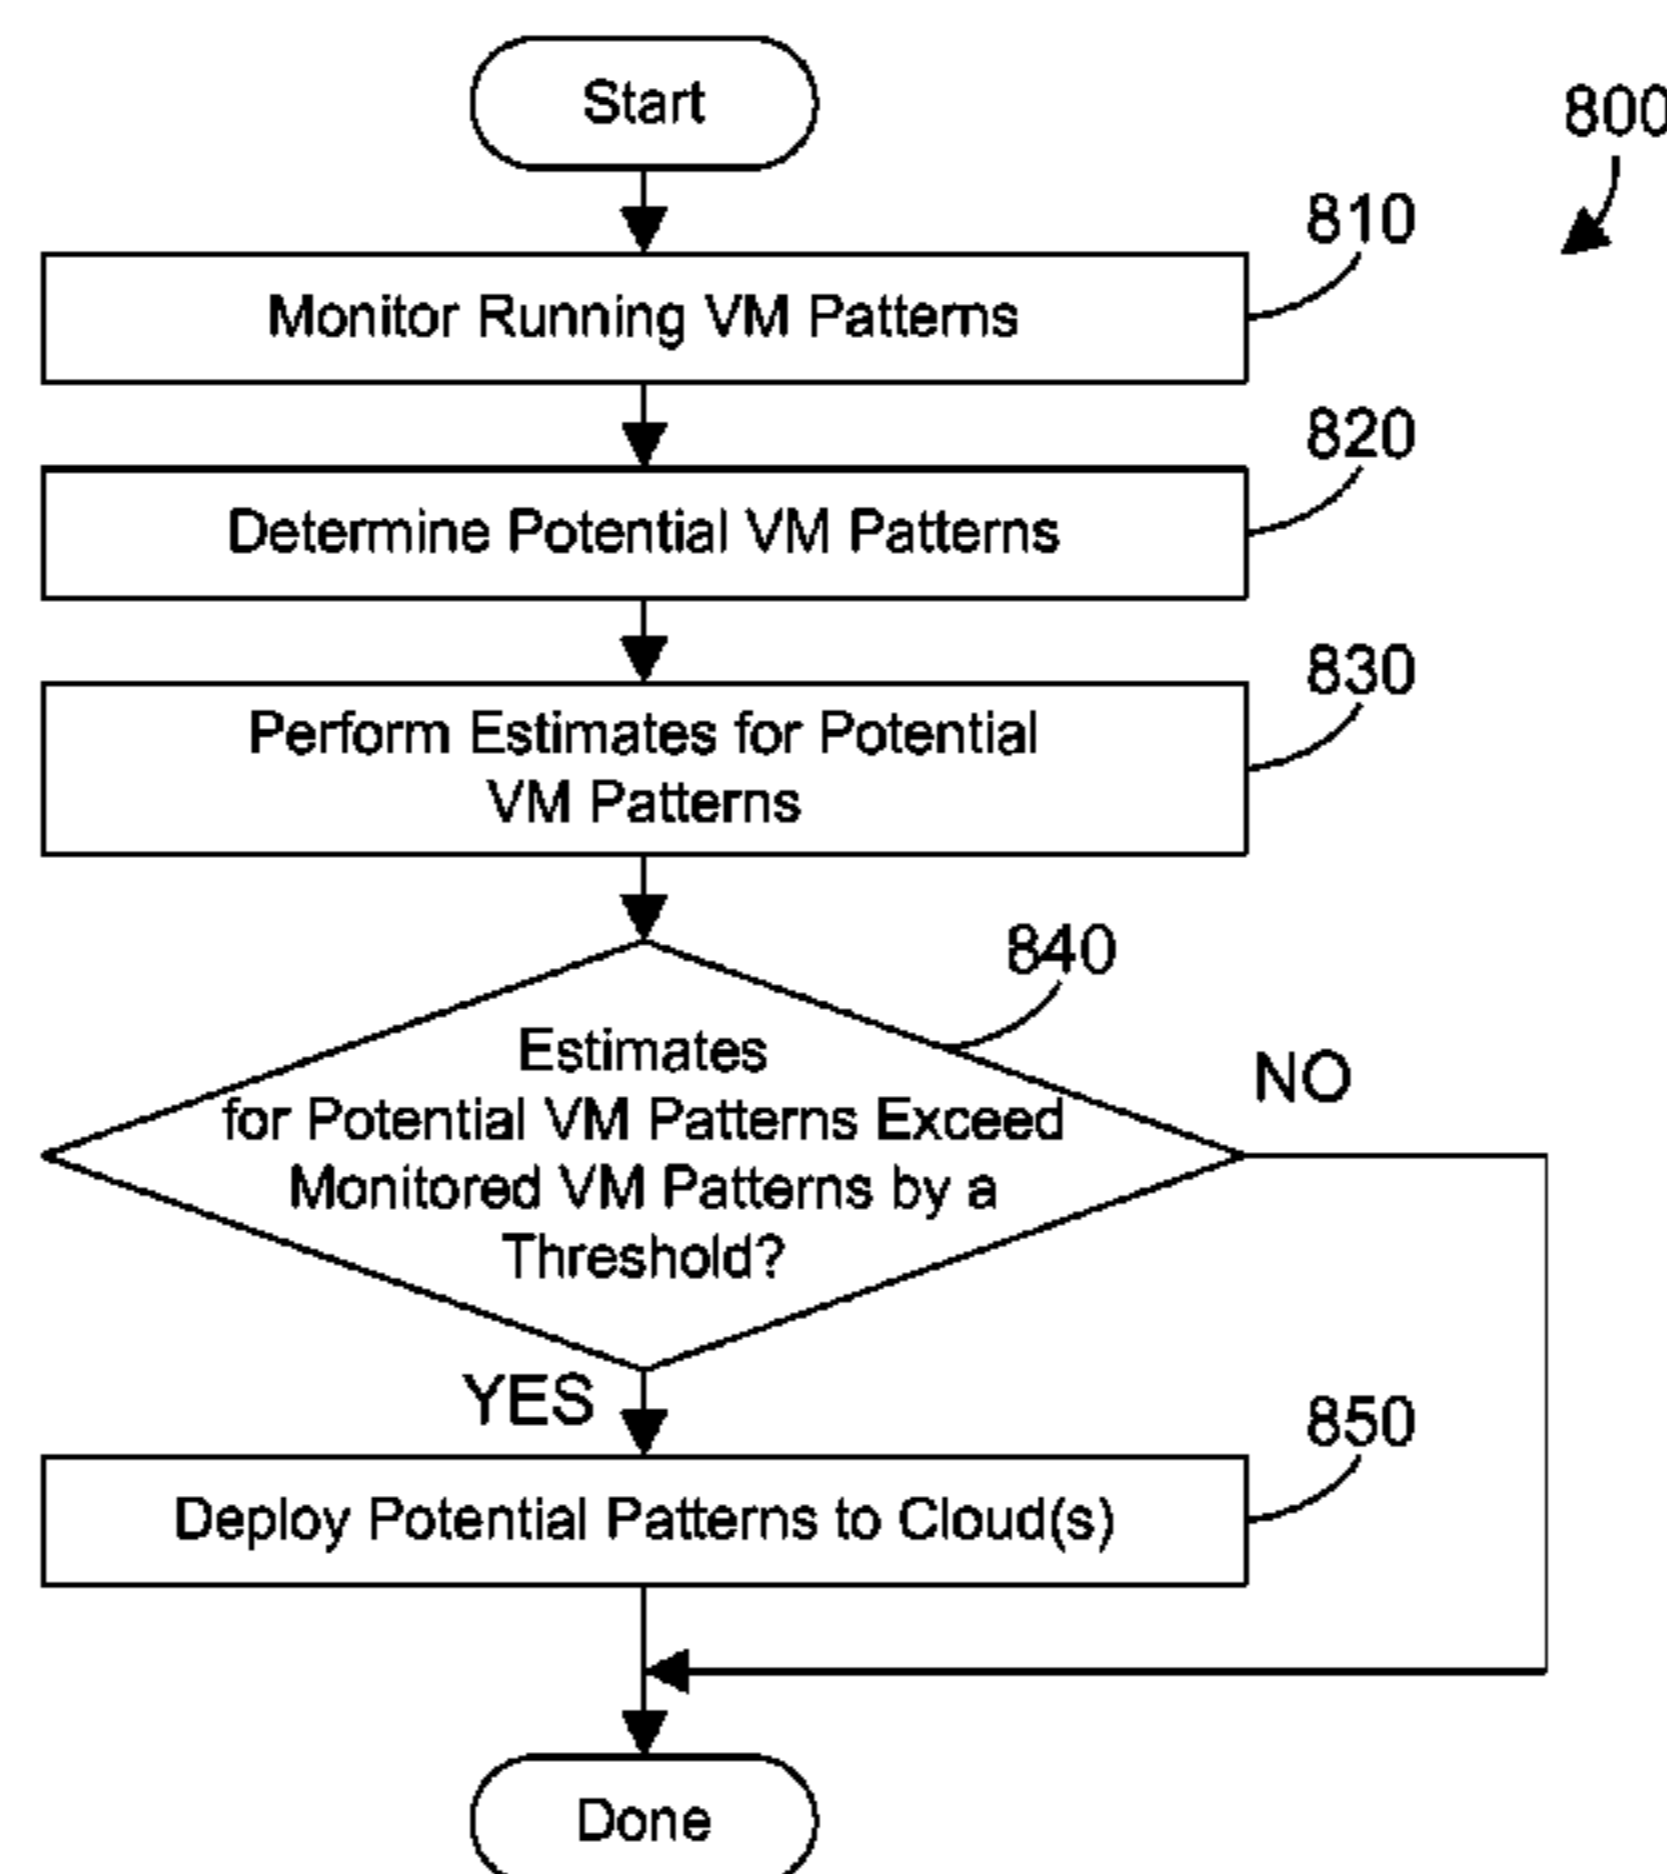 Start
800
810
Monitor Running VM Patterns
820
Determine Potential VM Patterns
830
Perform Estimates for Potential
VM Patterns
840
Estimates
for Potential VM Patterns Exceed
Monitored VM Patterns by a
Threshold?
NO
YES
850
Deploy Potential Patterns to Cloud(s)
Done